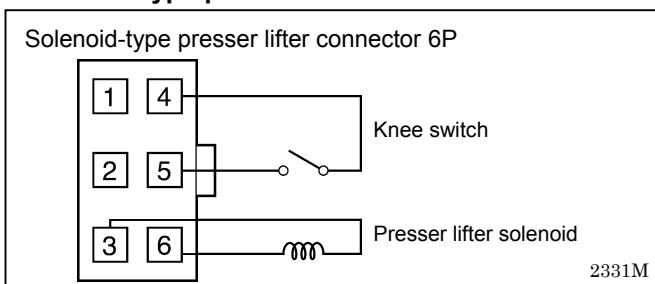 Solenoid-type presser lifter connector 6P
1 4
Knee switch
2 5
3 6
Presser lifter solenoid
2331M